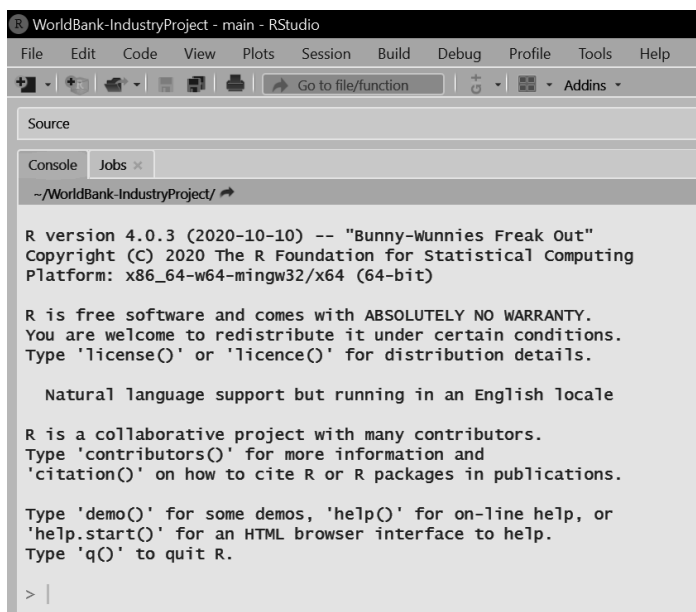 R WorldBank-IndustryProject - main - RStudio
File Edit Code View Plots Session Build Debug Profile Tools Help
Go to file/function Addins
Source
Console Jobs
~/WorldBank-IndustryProject/
R version 4.0.3 (2020-10-10) -- "Bunny-Wunnies Freak Out"
Copyright (C) 2020 The R Foundation for Statistical Computing
Platform: x86_64-w64-mingw32/x64 (64-bit)
R is free software and comes with ABSOLUTELY NO WARRANTY.
You are welcome to redistribute it under certain conditions.
Type 'license()' or 'licence()' for distribution details.
Natural language support but running in an English locale
R is a collaborative project with many contributors.
Type 'contributors()' for more information and
'citation()' on how to cite R or R packages in publications.
Type 'demo()' for some demos, 'help()' for on-line help, or
'help.start()' for an HTML browser interface to help.
Type 'q()' to quit R.
>